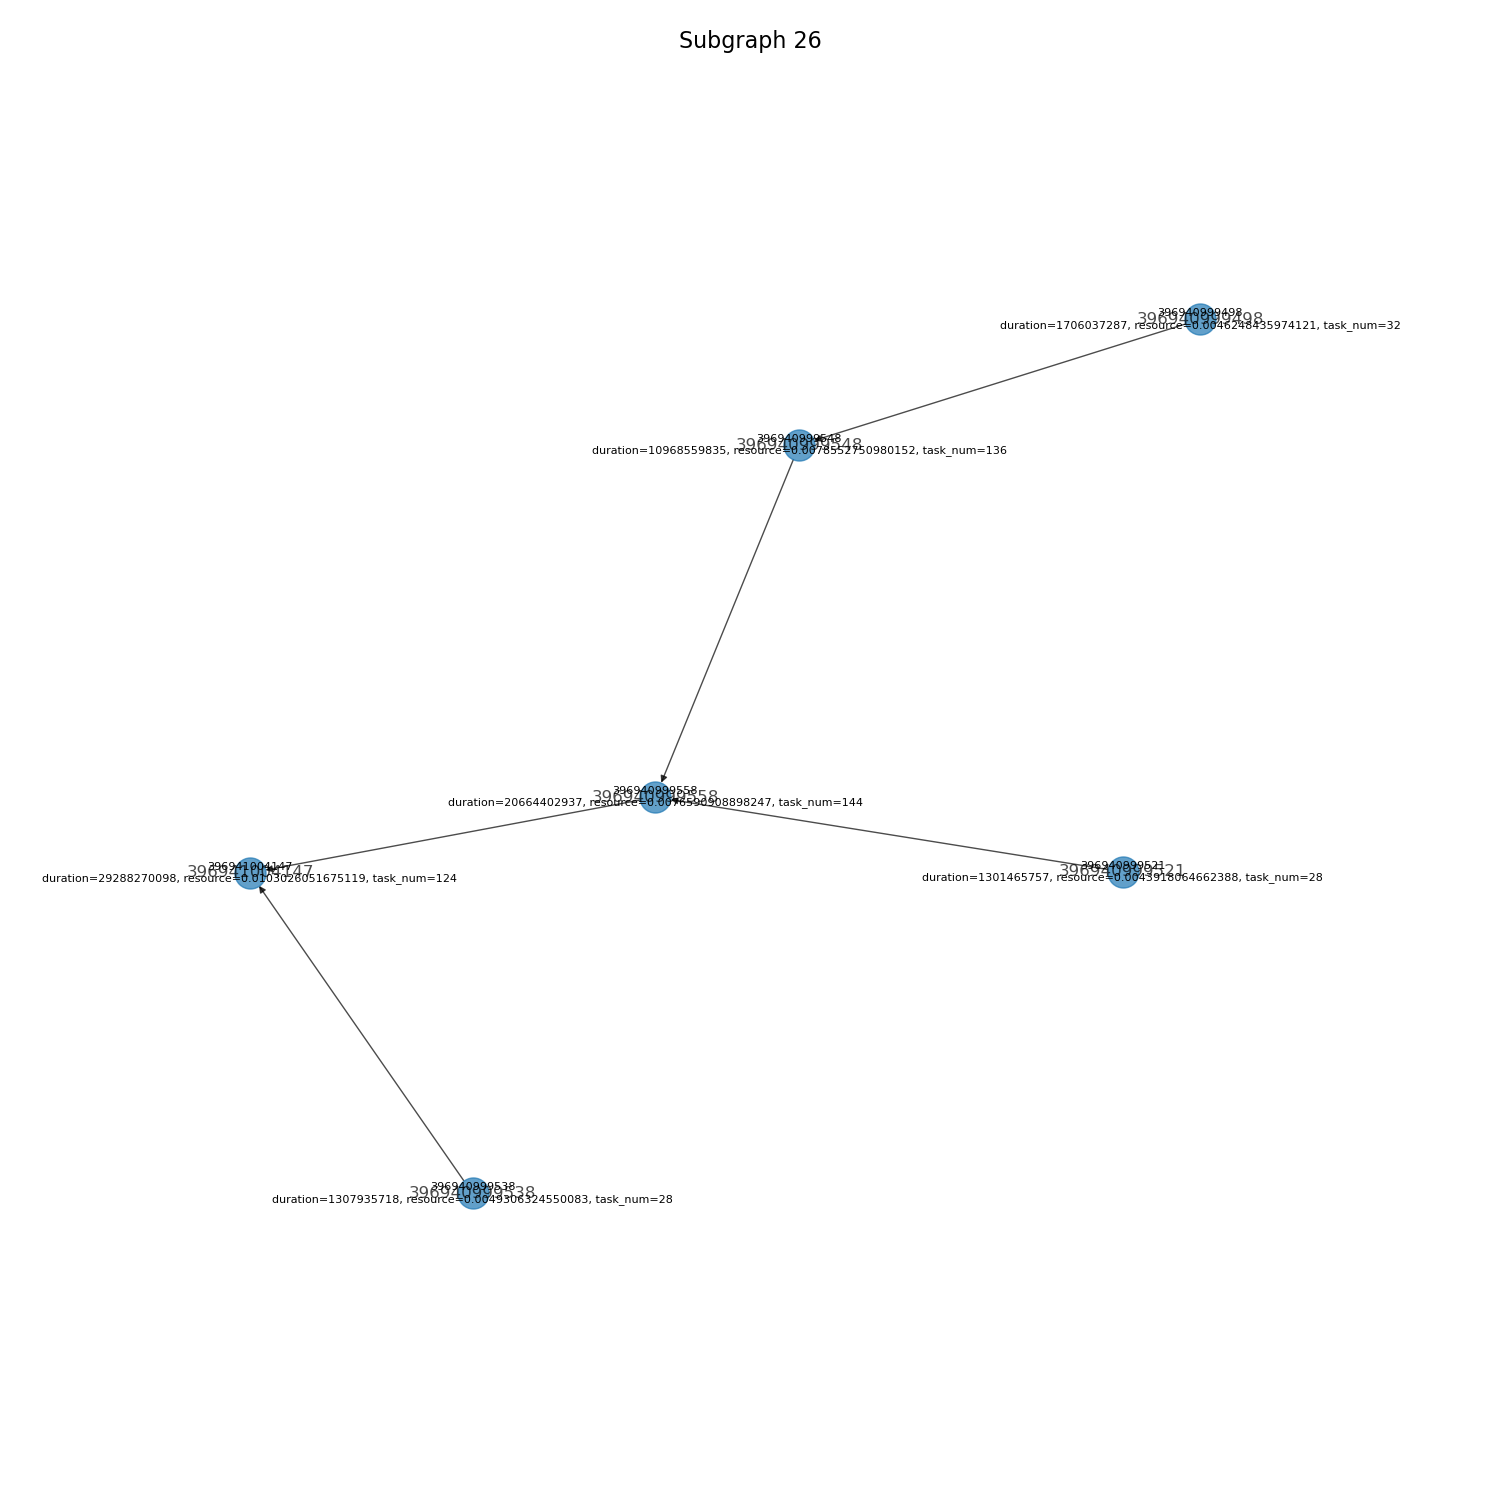 Subgraph 26
396940999498
396940999498
duration=1706037287, resource=0.0046248435974121, task_num=32
396940999548
396940999548
duration=10968559835, resource=0.0078552750980152, task_num=136
396940999558
396940999558
duration=20664402937, resource=0.0076590908898247, task_num=144
396941004147
396941004147
duration=29288270098, resource=0.0103026051675119, task_num=124
396940999521
396940999521
duration=1301465757, resource=0.0043918064662388, task_num=28
396940999538
396940999538
duration=1307935718, resource=0.0049306324550083, task_num=28